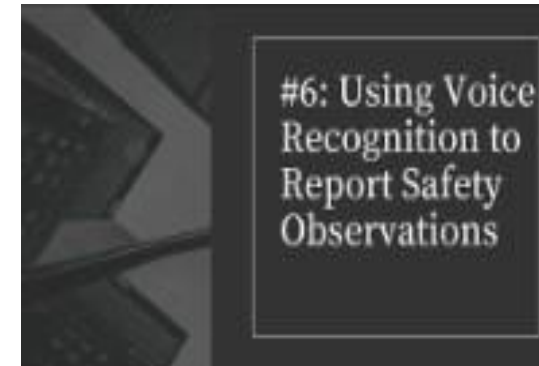 #6: Using Voice
Recognition to
Report Safety
Observations